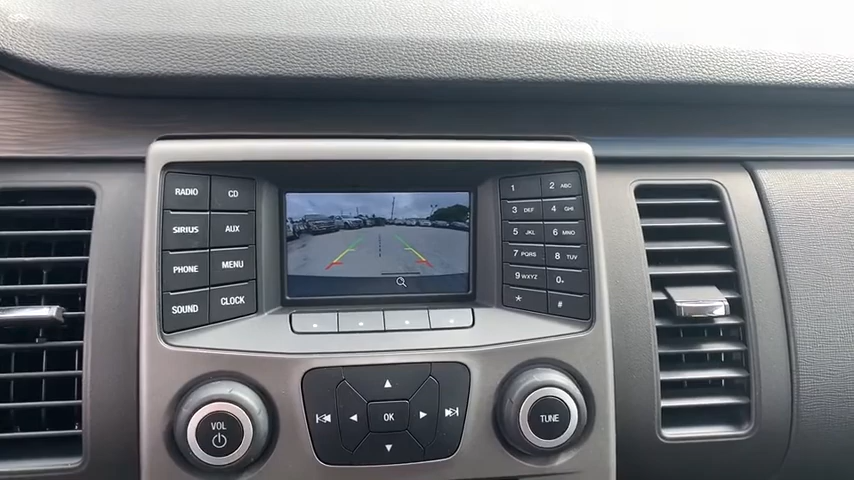 RADIO CD
SIRIUS AUX
PHONE MENU
SOUND CLOCK
1 2 ABC
3 DEF 4 GHI
5 JKL 6 MNO
7 PQRS 8 TUV
9 WXYZ 0+
* #
VOL
OK
TUNE